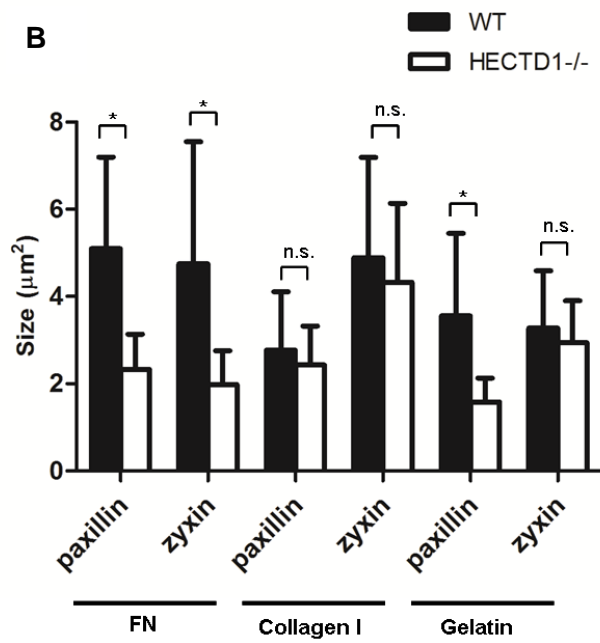 B
WT
HECTD1-/-
Size (μm²)
8
6
4
2
0
*
*
n.s.
n.s.
*
n.s.
paxillin
zyxin
paxillin
zyxin
paxillin
zyxin
FN
Collagen I
Gelatin